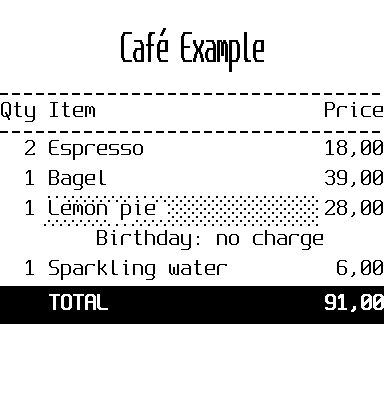 Café Example
Qty Item Price
2 Espresso 18,00
1 Bagel 39,00
1 Lemon pie 28,00
Birthday: no charge
1 Sparkling water 6,00
TOTAL 91,00